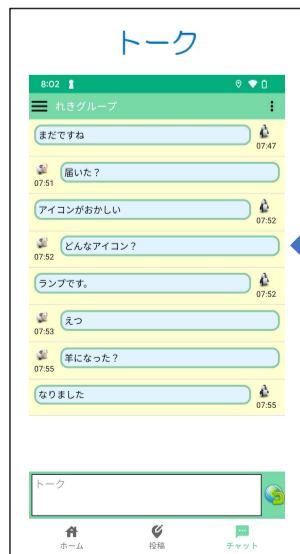 トーク
8:02
れきグループ
まだですね
07:47
届いた？
07:51
アイコンがおかしい
07:52
どんなアイコン？
07:52
ランプです。
07:52
えつ
07:53
羊になった？
07:55
なりました
07:55
トーク
ホーム
投稿
チャット